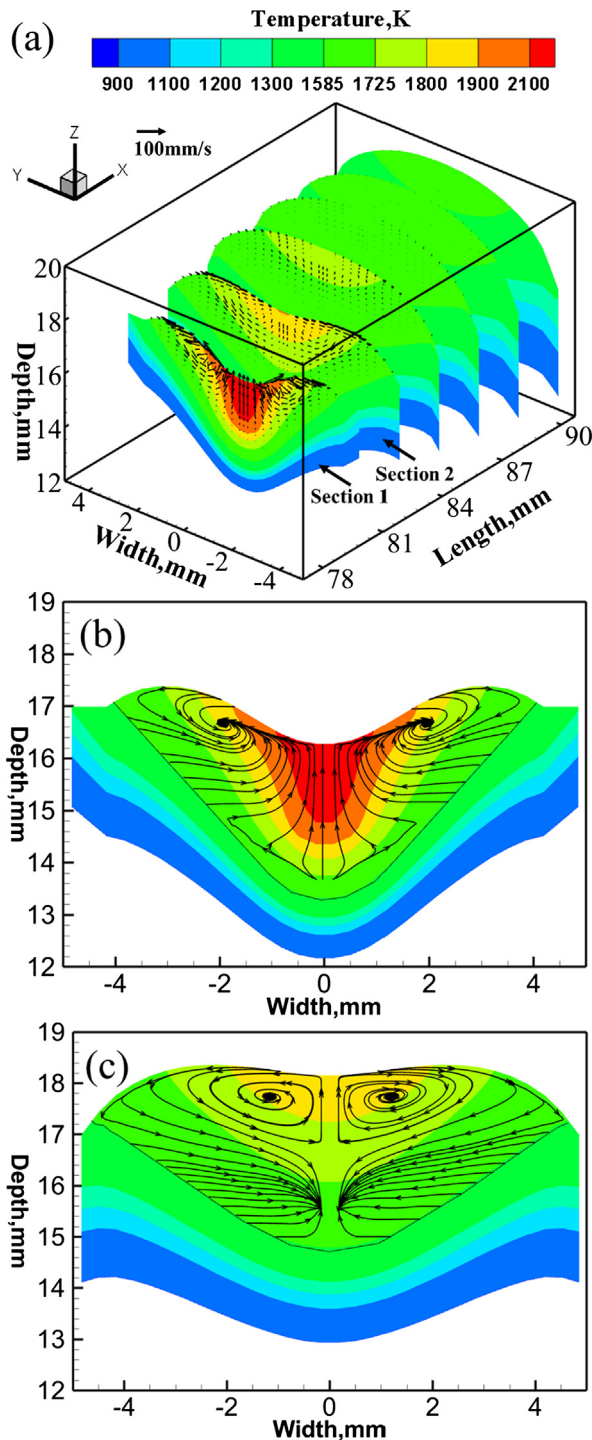 (a)
Temperature,K
900 1100 1200 1300 1585 1725 1800 1900 2100
Z
Y
X
100mm/s
20
18
16
14
12
Depth,mm
4 2 0 -2 -4
Width,mm
78 81 84 87 90
Length,mm
Section 1
Section 2
(b)
19
18
17
16
15
14
13
12
Depth,mm
-4 -2 0 2 4
Width,mm
(c)
19
18
17
16
15
14
13
12
Depth,mm
-4 -2 0 2 4
Width,mm